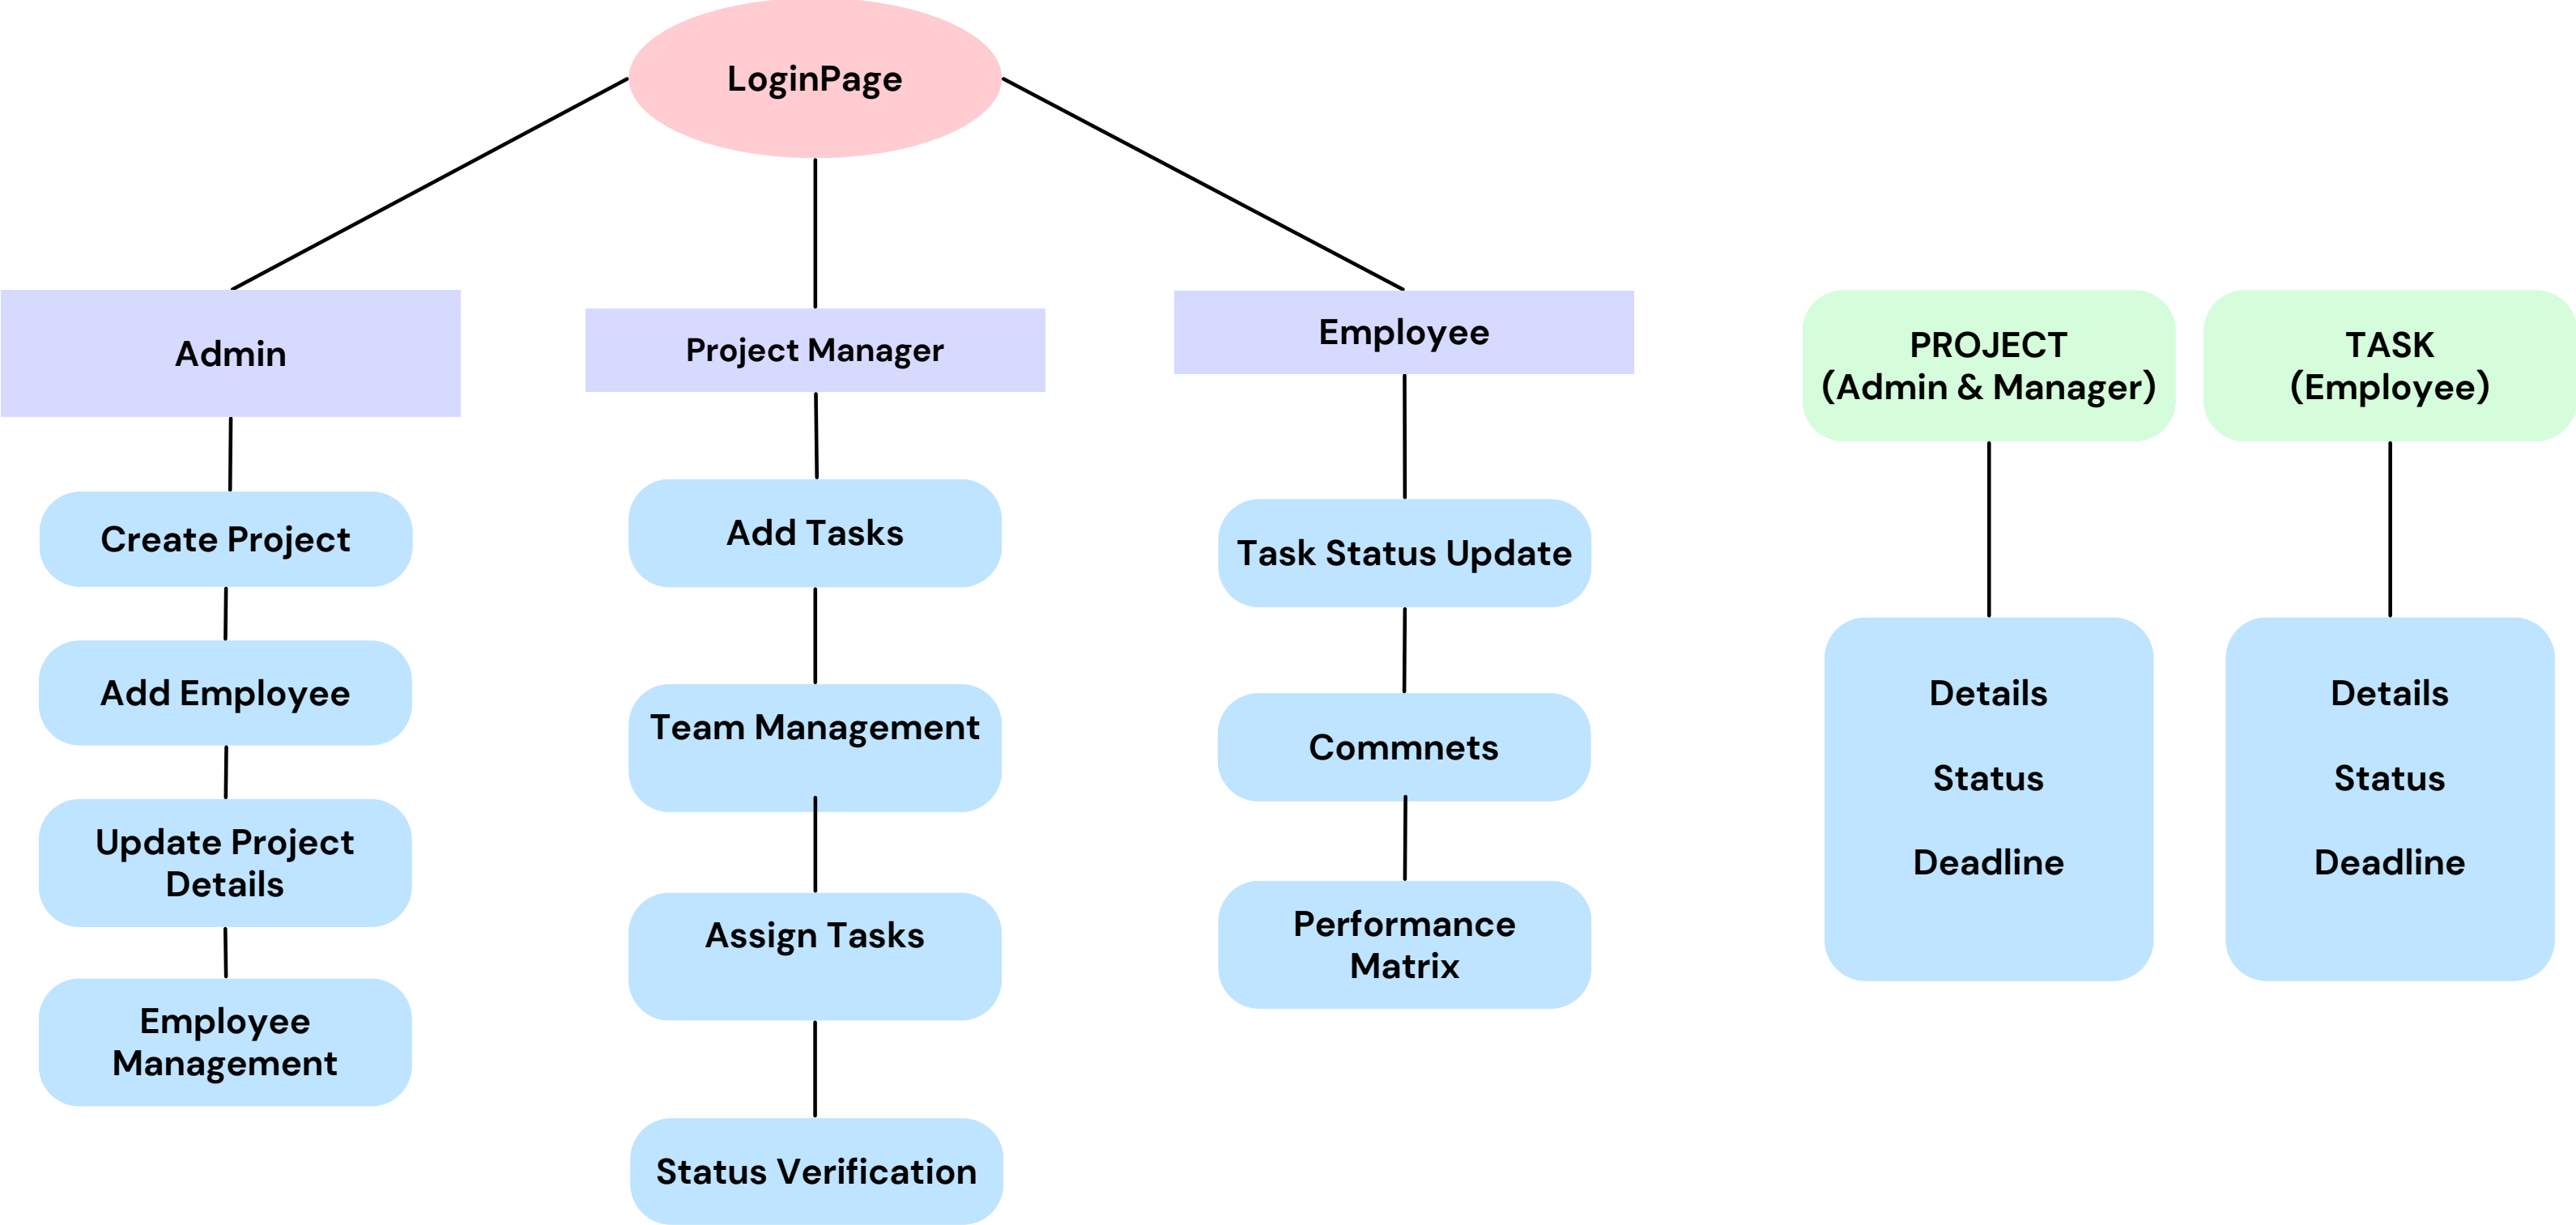 LoginPage
Admin
Create Project
Add Employee
Update Project
Details
Employee
Management
Project Manager
Add Tasks
Team Management
Assign Tasks
Status Verification
Employee
Task Status Update
Commnets
Performance
Matrix
PROJECT
(Admin & Manager)
Details
Status
Deadline
TASK
(Employee)
Details
Status
Deadline